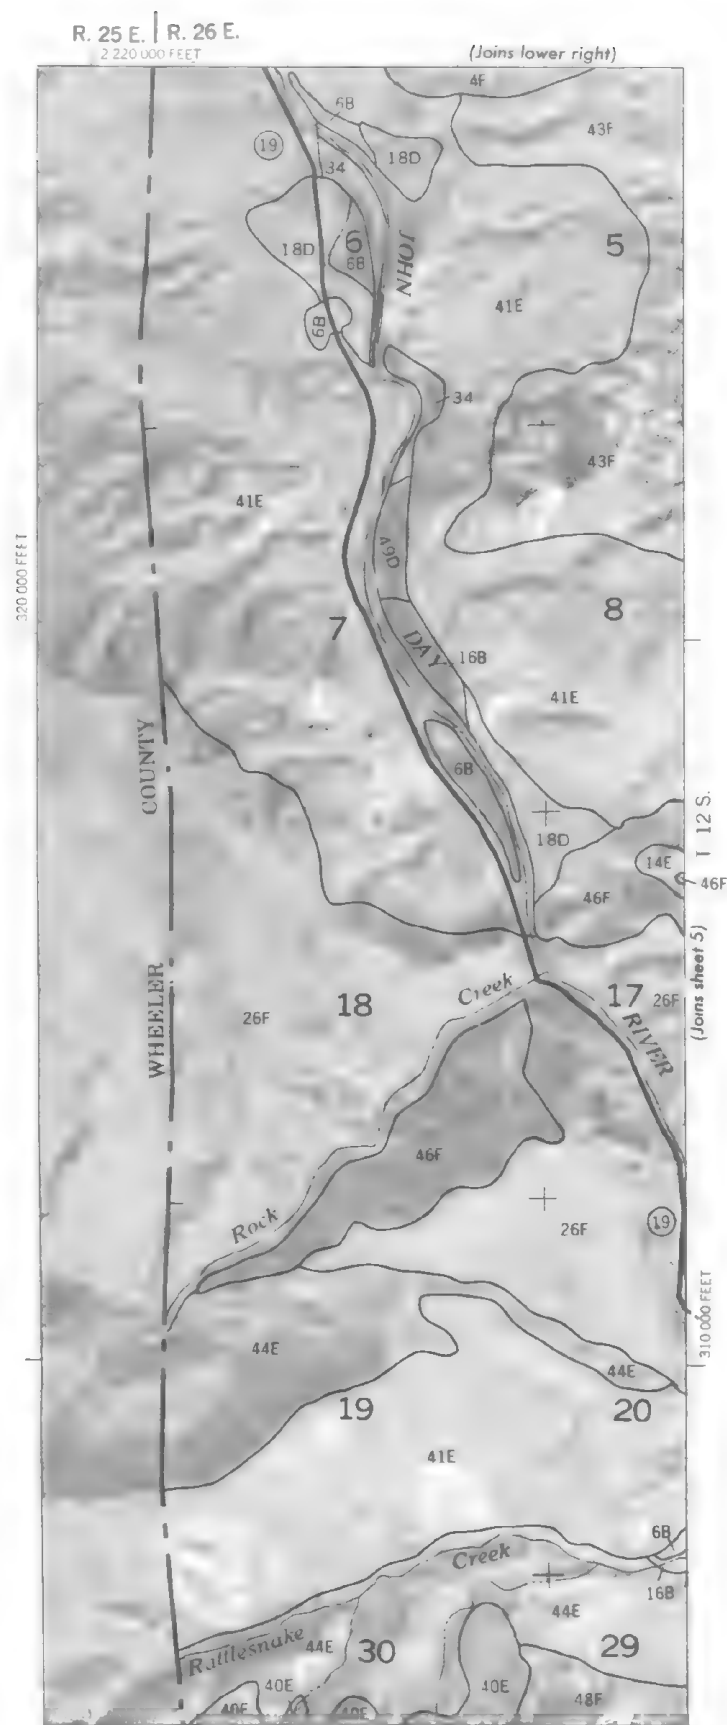 R. 25 E. | R. 26 E.
2 220 000 FEET
(Joins lower right)
4F
6B
43F
19
18D
34
6
5
18D
6B
JOHN
41E
6B
34
43F
41E
320 000 FEET
49D
8
7
DAY
16B
41E
COUNTY
6B
T 12 S.
18D
14E
46F
46F
(Joins sheet 5)
Creek
17
26F
18
26F
RIVER
WHEELER
46F
Rock
26F
19
310 000 FEET
44E
44E
19
20
41E
6B
Creek
16B
44E
Rattlesnake
44E
30
29
40E
40E
48F
40E
40E